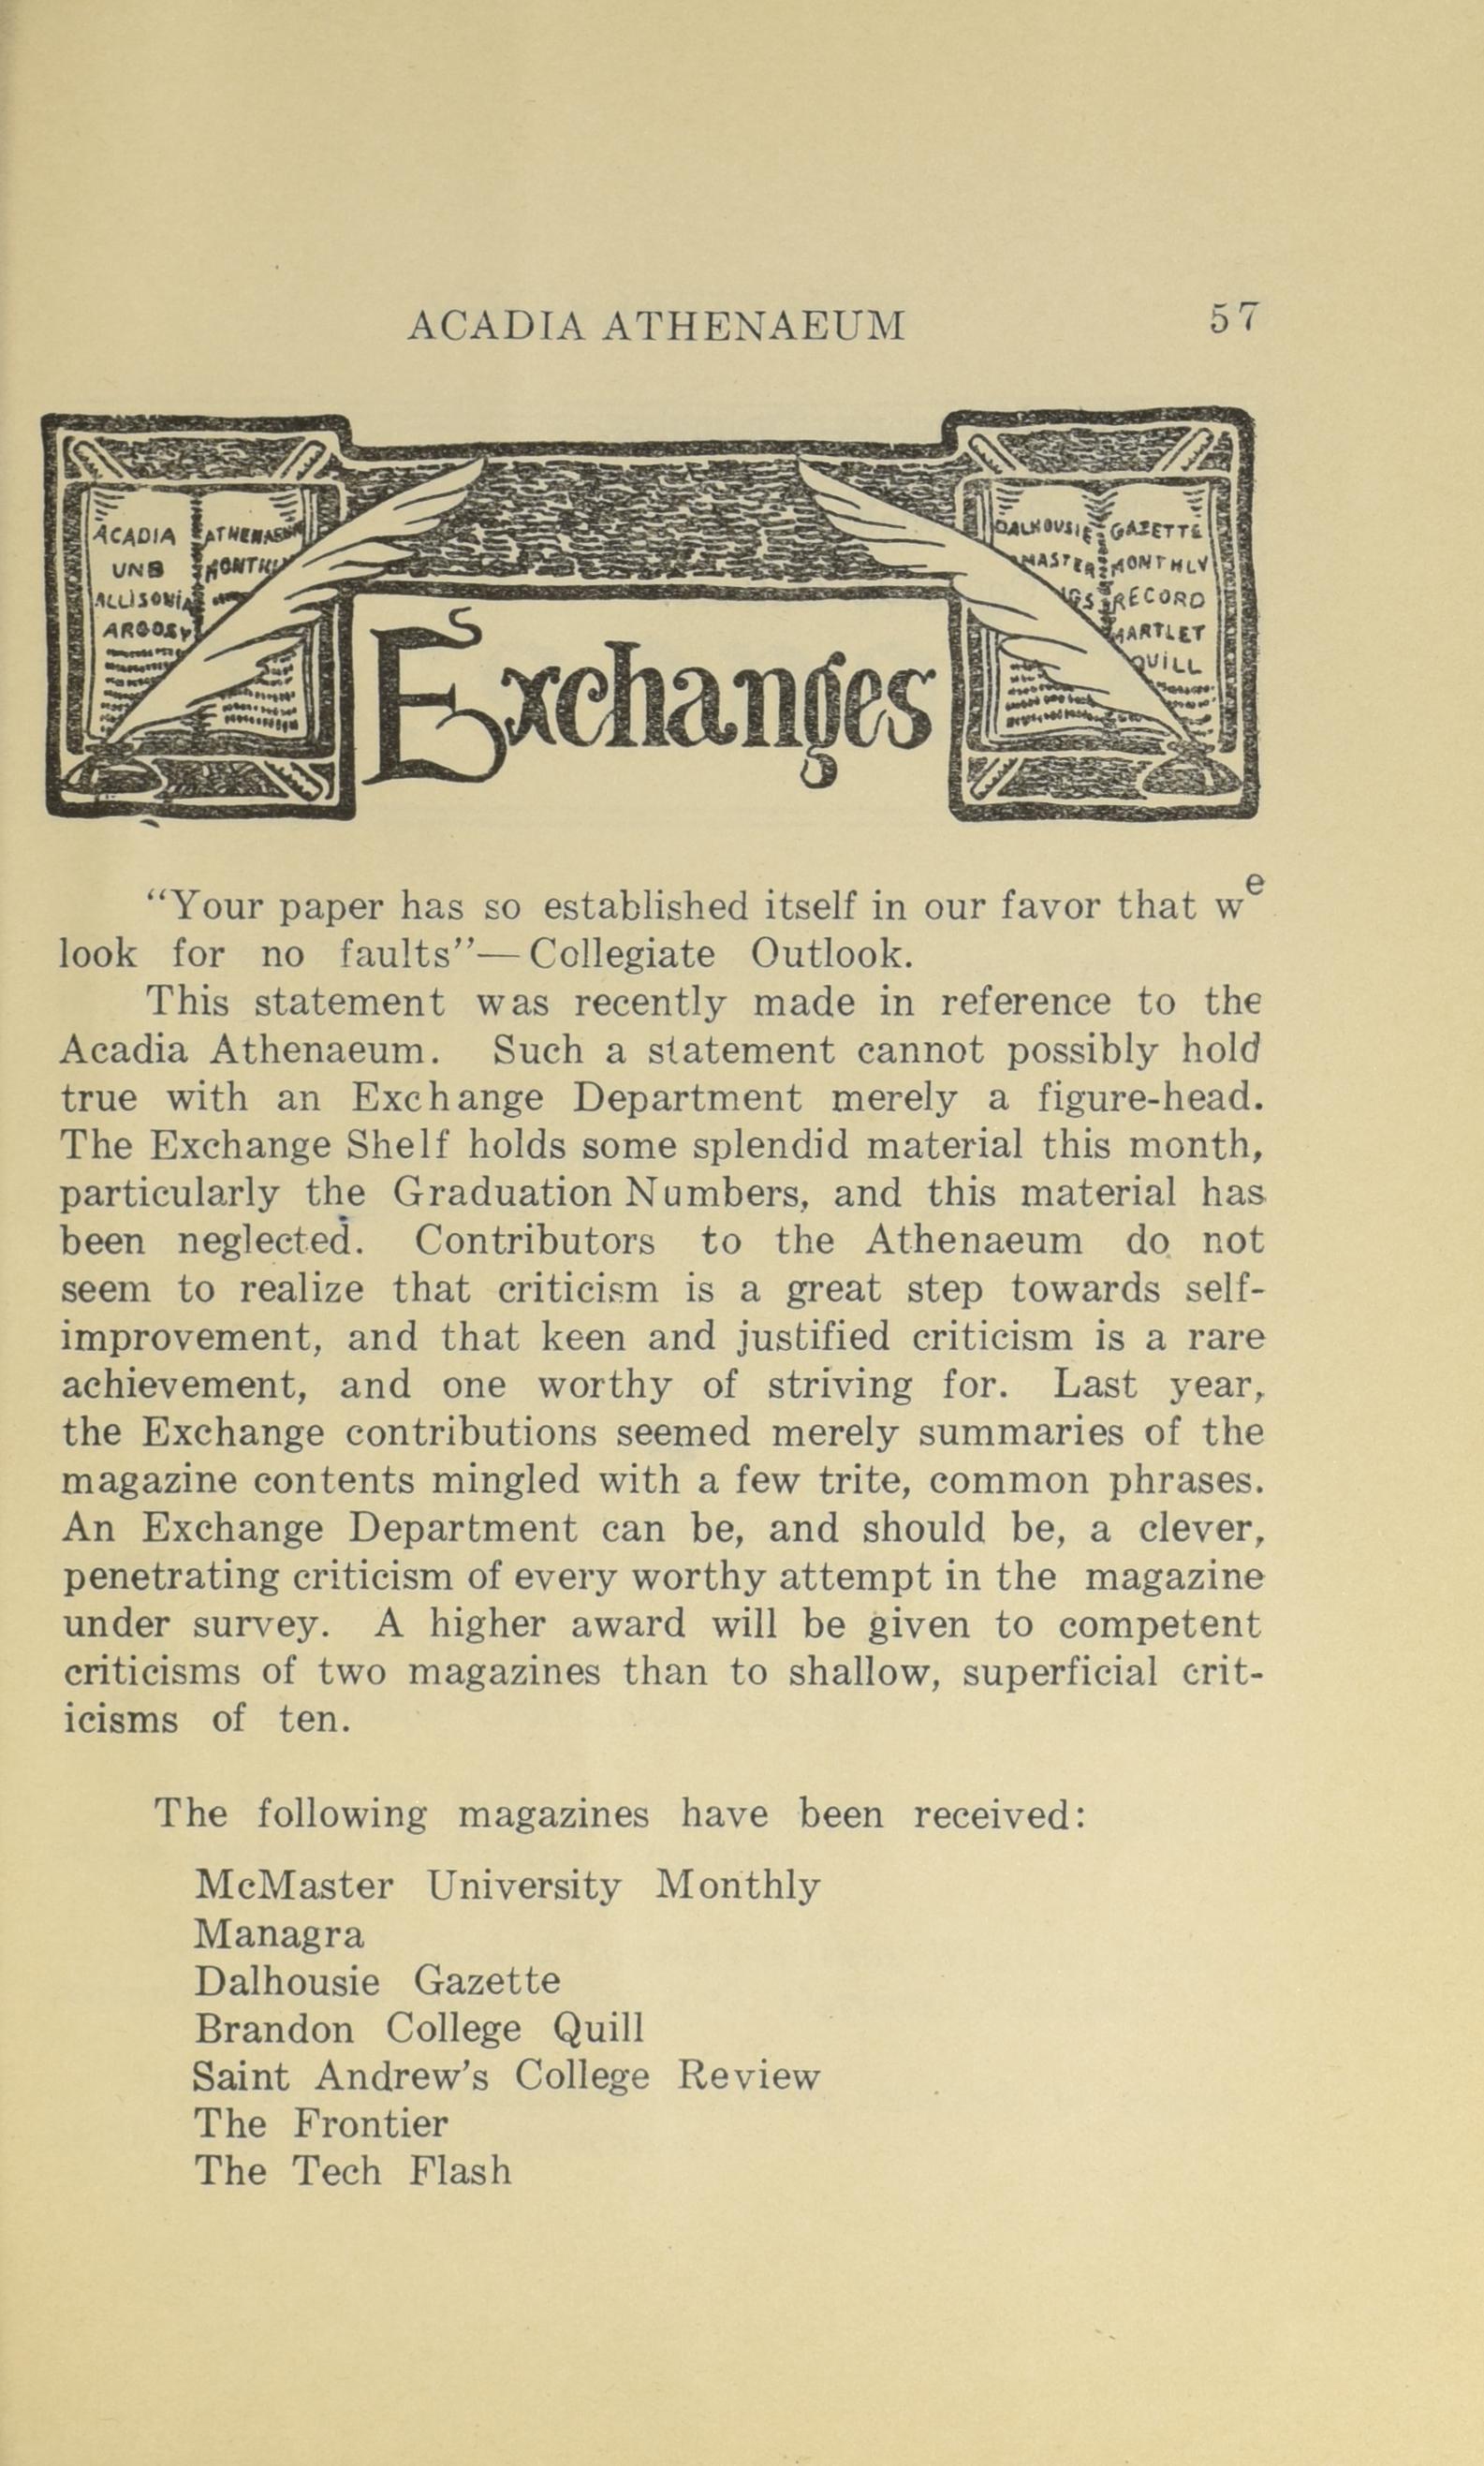 ACADIA ATHENAEUM 57
ACADIA
UNB
ARGOSY
DALHOUSIE GAZETTE
MONTHLY
RECORD
Exchanges
"Your paper has so established itself in our favor that we
look for no faults"—Collegiate Outlook.
This statement was recently made in reference to the
Acadia Athenaeum. Such a statement cannot possibly hold
true with an Exchange Department merely a figure-head.
The Exchange Shelf holds some splendid material this month,
particularly the Graduation Numbers, and this material has
been neglected. Contributors to the Athenaeum do not
seem to realize that criticism is a great step towards self-
improvement, and that keen and justified criticism is a rare
achievement, and one worthy of striving for. Last year,
the Exchange contributions seemed merely summaries of the
magazine contents mingled with a few trite, common phrases.
An Exchange Department can be, and should be, a clever,
penetrating criticism of every worthy attempt in the magazine
under survey. A higher award will be given to competent
criticisms of two magazines than to shallow, superficial crit-
icisms of ten.
The following magazines have been received:
McMaster University Monthly
Managra
Dalhousie Gazette
Brandon College Quill
Saint Andrew's College Review
The Frontier
The Tech Flash